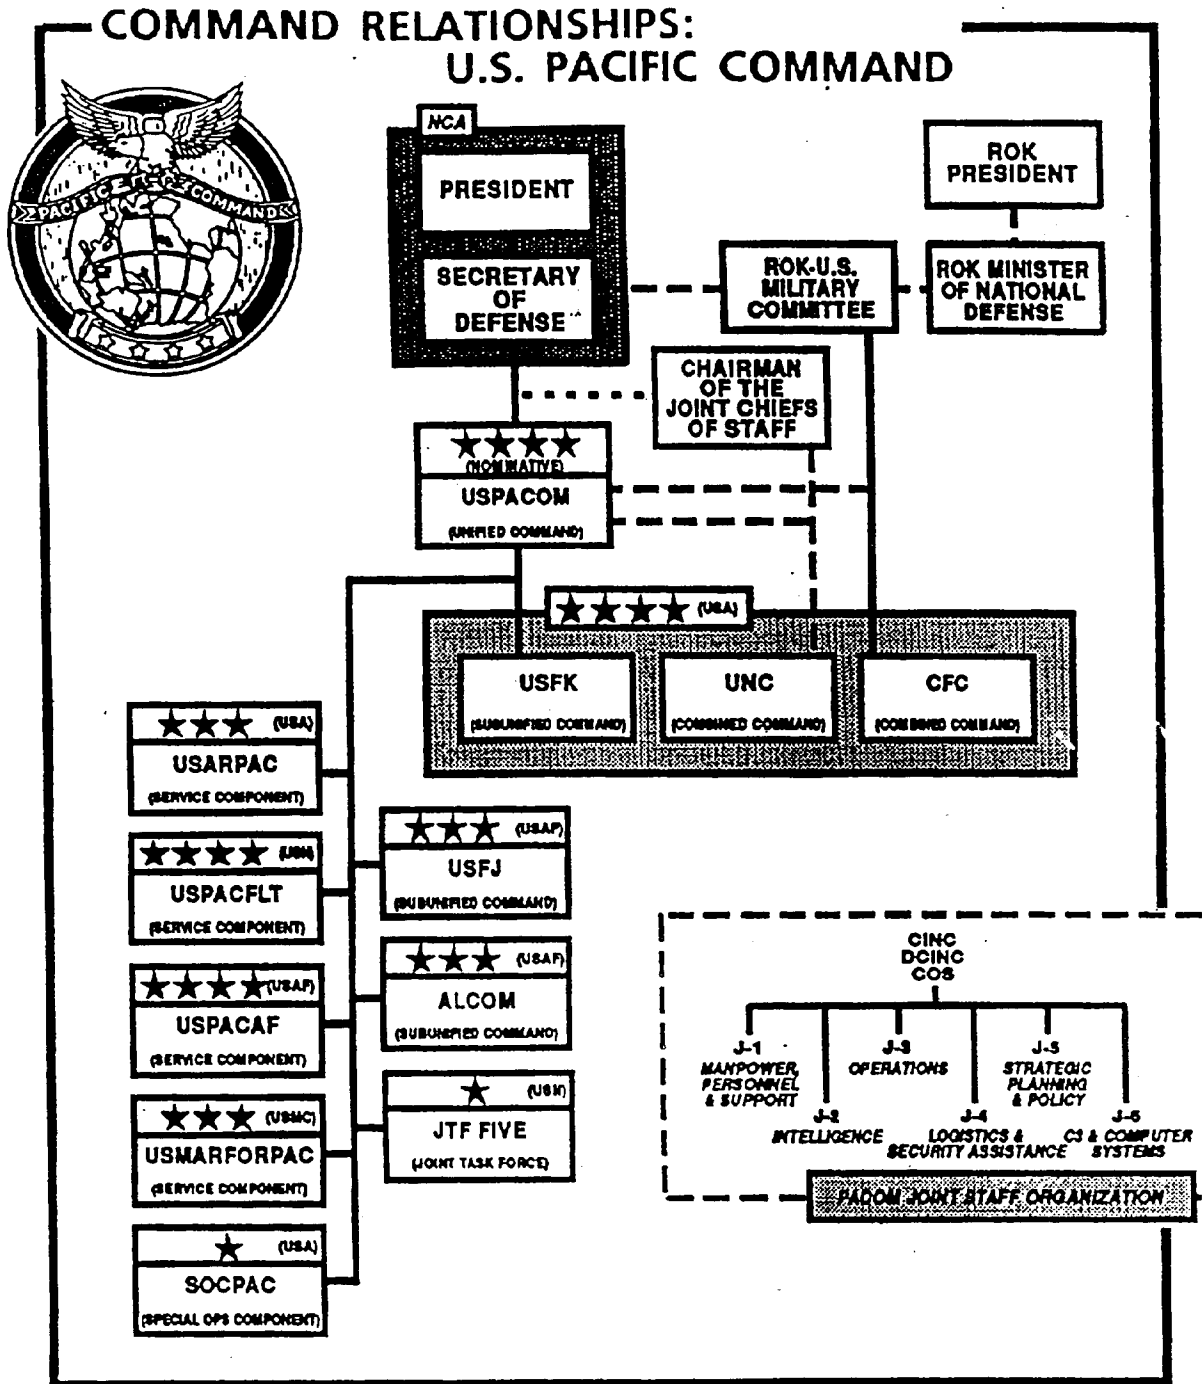 COMMAND RELATIONSHIPS:
U.S. PACIFIC COMMAND
PACIFIC COMMAND
NCA
PRESIDENT
SECRETARY
OF
DEFENSE
ROK
PRESIDENT
ROK-U.S.
MILITARY
COMMITTEE
ROK MINISTER
OF NATIONAL
DEFENSE
CHAIRMAN
OF THE
JOINT CHIEFS
OF STAFF
(NOMINATIVE)
USPACOM
(UNIFIED COMMAND)
(USA)
USFK
(SUBUNIFIED COMMAND)
UNC
(COMBINED COMMAND)
CFC
(COMBINED COMMAND)
(USA)
USARPAC
(SERVICE COMPONENT)
(USN)
USPACFLT
(SERVICE COMPONENT)
(USAF)
USPACAF
(SERVICE COMPONENT)
(USMC)
USMARFORPAC
(SERVICE COMPONENT)
(USA)
SOCPAC
(SPECIAL OPS COMPONENT)
(USAF)
USFJ
(SUBUNIFIED COMMAND)
(USAF)
ALCOM
(SUBUNIFIED COMMAND)
(USN)
JTF FIVE
(JOINT TASK FORCE)
CINC
DCINC
COS
J-1
MANPOWER,
PERSONNEL
& SUPPORT
J-2
INTELLIGENCE
J-3
OPERATIONS
J-4
LOGISTICS &
SECURITY ASSISTANCE
J-5
STRATEGIC
PLANNING
& POLICY
J-6
C3 & COMPUTER
SYSTEMS
PACOM JOINT STAFF ORGANIZATION